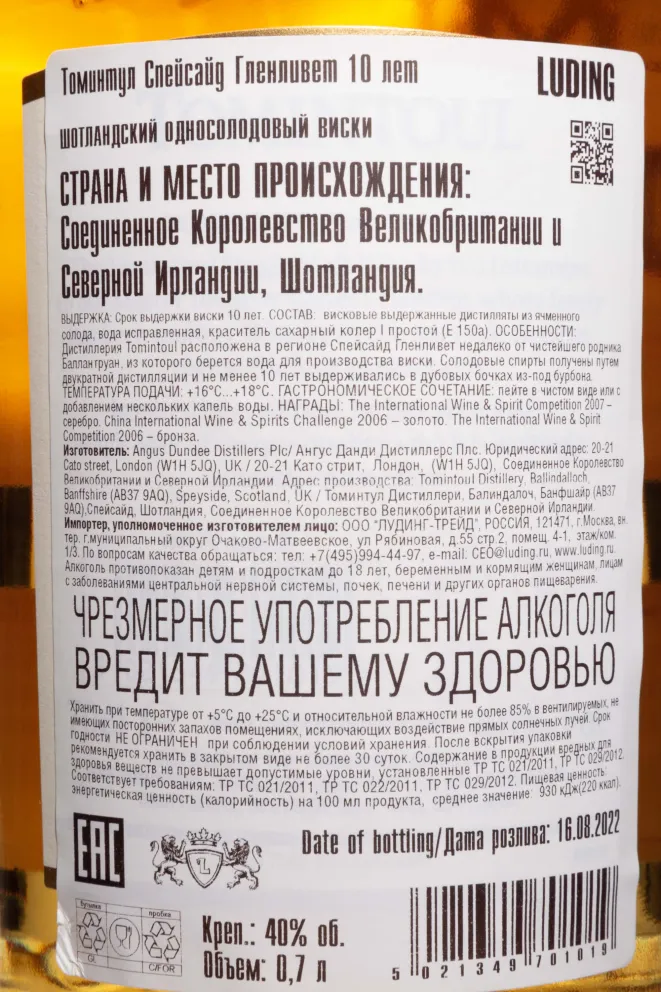 Томинтул Спейсайд Гленливет 10 лет
LUDING
ШОТЛАНДСКИЙ ОДНОСОЛОДОВЫЙ ВИСКИ
СТРАНА И МЕСТО ПРОИСХОЖДЕНИЯ:
Соединенное Королевство Великобритании и
Северной Ирландии, Шотландия.
ВЫДЕРЖКА: Срок выдержки виски 10 лет. СОСТАВ: висковые выдержанные дистилляты из ячменного
солода, вода исправленная, краситель сахарный колер I простой (Е 150а). ОСОБЕННОСТИ:
Дистиллерия Tomintoul расположена в регионе Спейсайд Гленливет недалеко от чистейшего родника
Баллантруан, из которого берется вода для производства виски. Солодовые спирты получены путем
двукратной дистилляции и не менее 10 лет выдерживались в дубовых бочках из-под бурбона.
ТЕМПЕРАТУРА ПОДАЧИ: +16°С...+18°С. ГАСТРОНОМИЧЕСКОЕ СОЧЕТАНИЕ: пейте в чистом виде или с
добавлением нескольких капель воды. НАГРАДЫ: The International Wine & Spirit Competition 2007 –
серебро. China International Wine & Spirits Challenge 2006 – золото. The International Wine & Spirit
Competition 2006 – бронза.
Изготовитель: Angus Dundee Distillers Plc/ Ангус Данди Дистиллерс Плс. Юридический адрес: 20-21
Cato street, London (W1H 5JQ), UK / 20-21 Като стрит, Лондон, (W1H 5JQ), Соединенное Королевство
Великобритании и Северной Ирландии. Адрес производства: Tomintoul Distillery, Ballindalloch,
Banffshire (AB37 9AQ), Speyside, Scotland, UK / Томинтул Дистиллери, Балиндалоч, Банфшайр (AB37
9AQ),Спейсайд, Шотландия, Соединенное Королевство Великобритании и Северной Ирландии.
Импортер, уполномоченное изготовителем лицо: ООО "ЛУДИНГ-ТРЕЙД", РОССИЯ, 121471, г.Москва, вн.
тер. г.муниципальный округ Очаково-Матвеевское, ул Рябиновая, д.55 стр.2, помещ. 4-1, этаж/ком.
1/3. По вопросам качества обращаться: тел: +7(495)994-44-97, e-mail: CEO@luding.ru, www.luding.ru.
Алкоголь противопоказан детям и подросткам до 18 лет, беременным и кормящим женщинам, лицам
с заболеваниями центральной нервной системы, почек, печени и других органов пищеварения.
ЧРЕЗМЕРНОЕ УПОТРЕБЛЕНИЕ АЛКОГОЛЯ
ВРЕДИТ ВАШЕМУ ЗДОРОВЬЮ
Хранить при температуре от +5°С до +25°С и относительной влажности не более 85% в вентилируемых, не
имеющих посторонних запахов помещениях, исключающих воздействие прямых солнечных лучей. Срок
годности НЕ ОГРАНИЧЕН при соблюдении условий хранения. После вскрытия упаковки
рекомендуется хранить в закрытом виде не более 30 суток. Содержание в продукции вредных для
здоровья веществ не превышает допустимые уровни, установленные ТР ТС 021/2011, ТР ТС 029/2012.
Соответствует требованиям: ТР ТС 021/2011, ТР ТС 022/2011, ТР ТС 029/2012. Пищевая ценность:
энергетическая ценность (калорийность) на 100 мл продукта, среднее значение: 930 кДж(220 ккал).
EAC
L
Date of bottling/Дата розлива: 16.08.2022
бутылка
пробка
GL
C/FOR
Креп.: 40% об.
Объем: 0,7 л
5 021349 701019